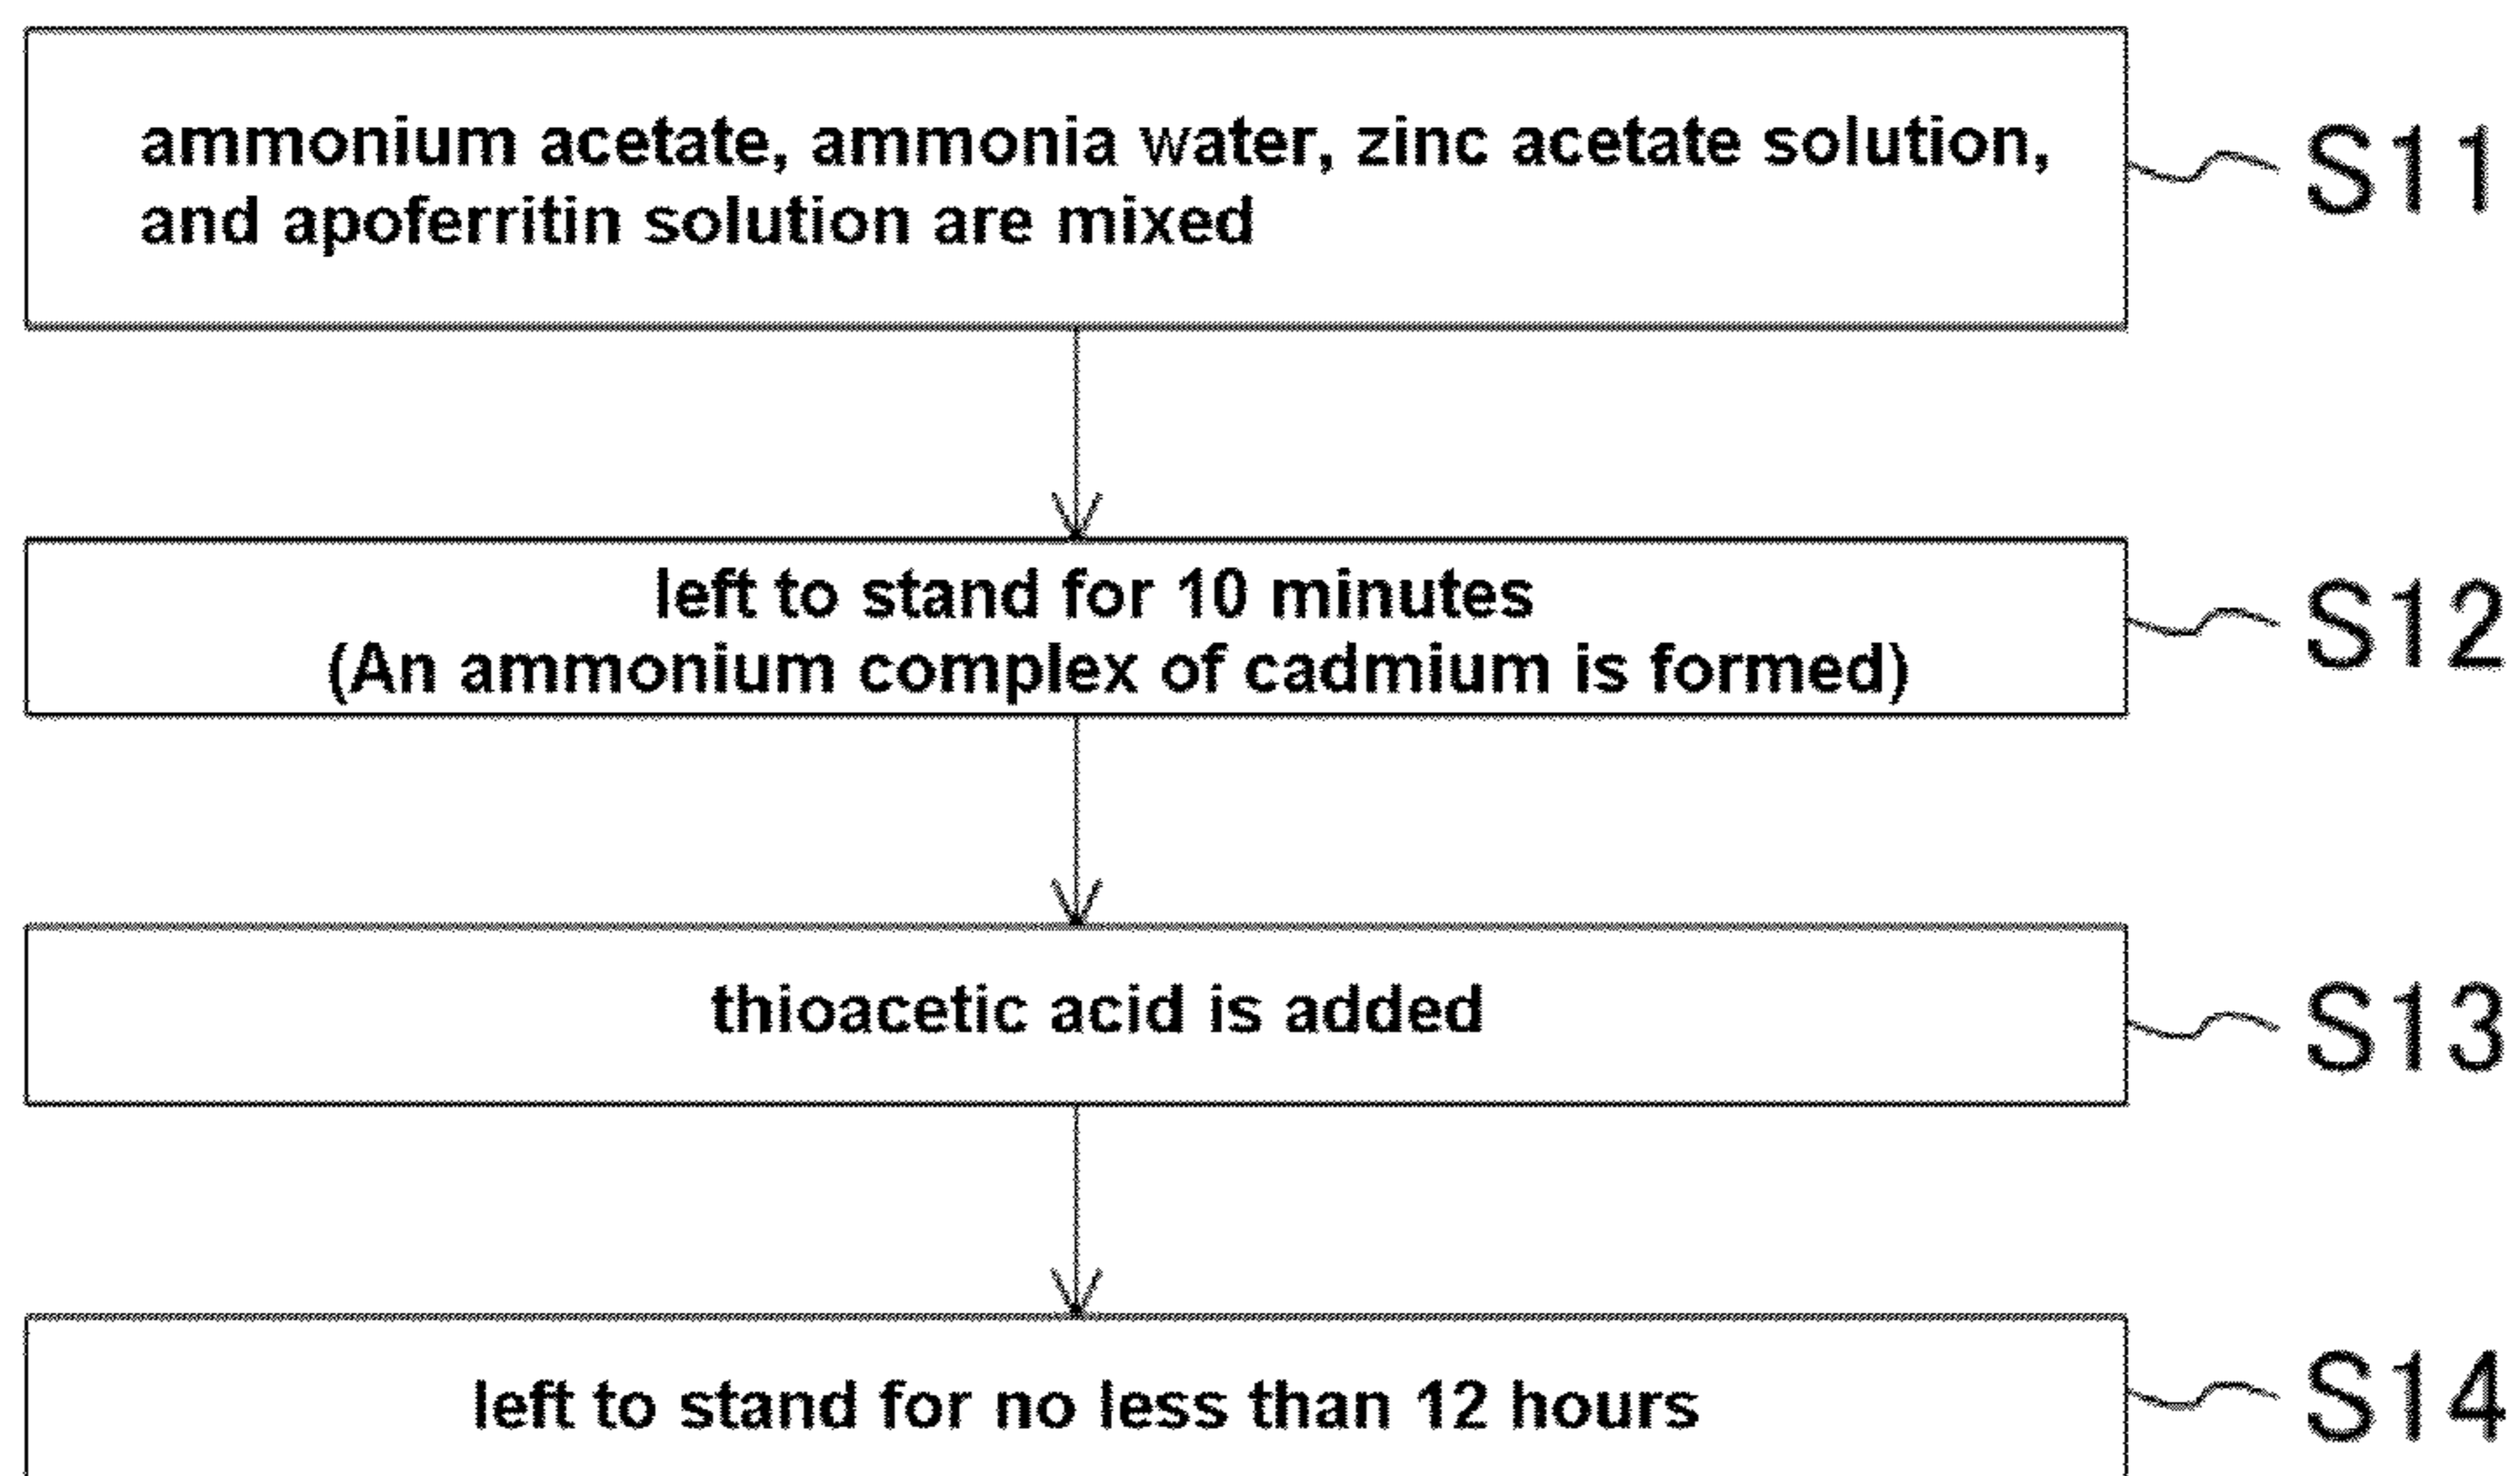 ammonium acetate, ammonia water, zinc acetate solution,
and apoferritin solution are mixed
S11
left to stand for 10 minutes
(An ammonium complex of cadmium is formed)
S12
thioacetic acid is added
S13
left to stand for no less than 12 hours
S14